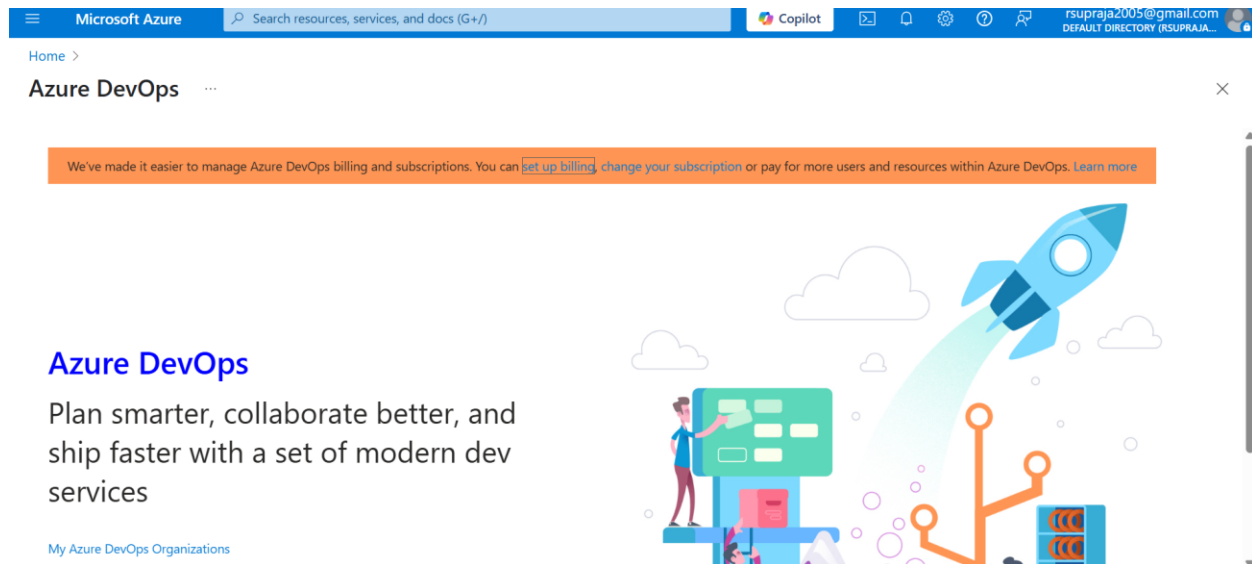 Microsoft Azure
Search resources, services, and docs (G+/)
Copilot
rsupraja2005@gmail.com
DEFAULT DIRECTORY (RSUPRAJA...
Home >
Azure DevOps ...
We've made it easier to manage Azure DevOps billing and subscriptions. You can set up billing, change your subscription or pay for more users and resources within Azure DevOps. Learn more
Azure DevOps
Plan smarter, collaborate better, and
ship faster with a set of modern dev
services
My Azure DevOps Organizations